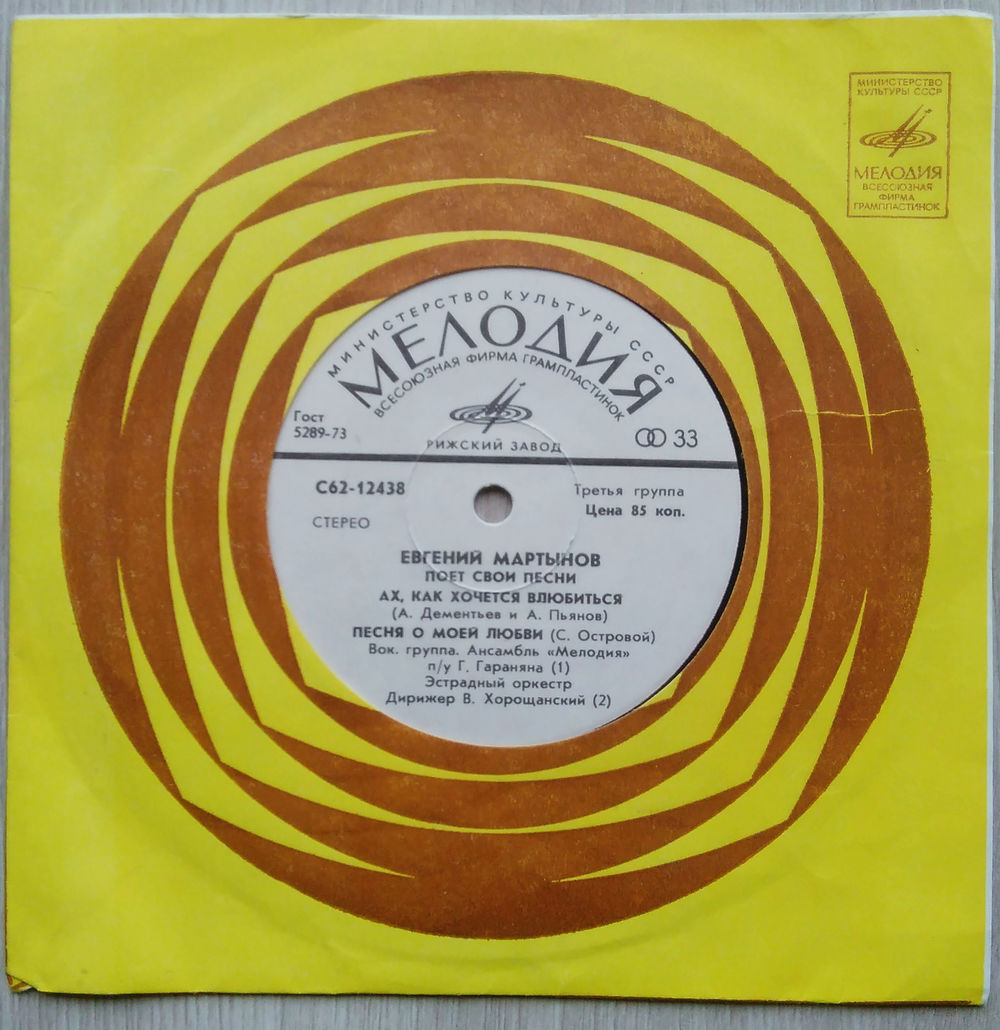 МИНИСТЕРСТВО
КУЛЬТУРЫ СССР
МЕЛОДИЯ
ВСЕСОЮЗНАЯ
ФИРМА
ГРАМПЛАСТИНОК
МИНИСТЕРСТВО КУЛЬТУРЫ СССР
МЕЛОДИЯ
ВСЕСОЮЗНАЯ ФИРМА ГРАМПЛАСТИНОК
Гост
5289-73
РИЖСКИЙ ЗАВОД
33
С62-12438
Третья группа
Цена 85 коп.
СТЕРЕО
ЕВГЕНИЙ МАРТЫНОВ
ПОЕТ СВОИ ПЕСНИ
АХ, КАК ХОЧЕТСЯ ВЛЮБИТЬСЯ
(А. Дементьев и А. Пьянов)
ПЕСНЯ О МОЕЙ ЛЮБВИ (С. Островой)
Вок. группа. Ансамбль «Мелодия»
п/у Г. Гараняна (1)
Эстрадный оркестр
Дирижер В. Хорощанский (2)